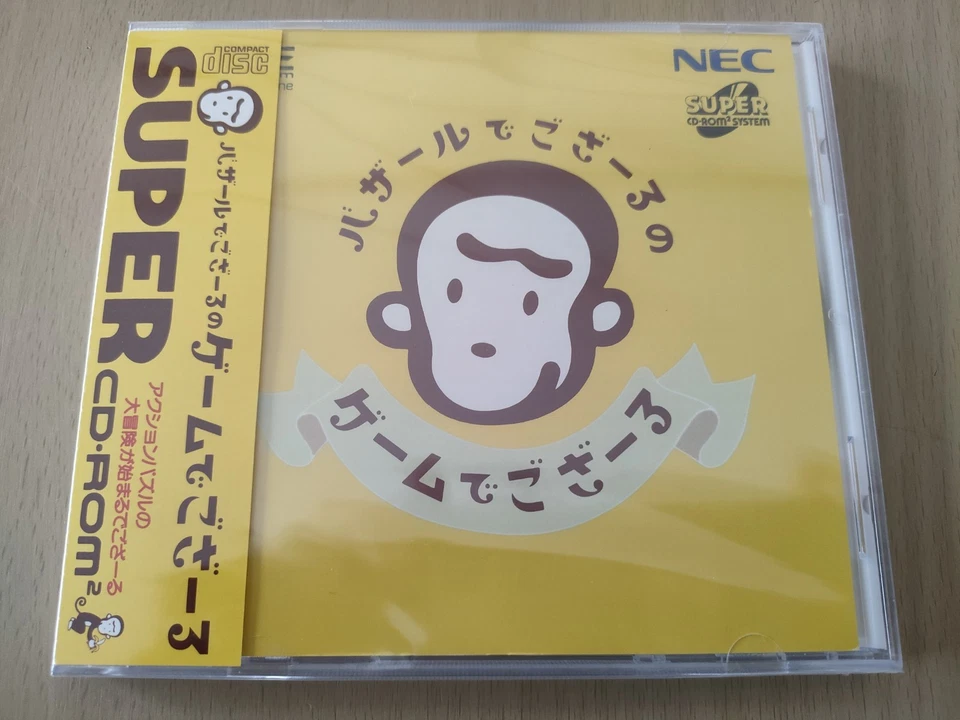 COMPACT
disc
SUPER
CD-ROM²
バザールでござーるの
ゲームでござーる
アクションパズルの
大冒険が始まるでござーる
NEC
SUPER
CD-ROM² SYSTEM
バザールでござーるの
ゲームでござーる